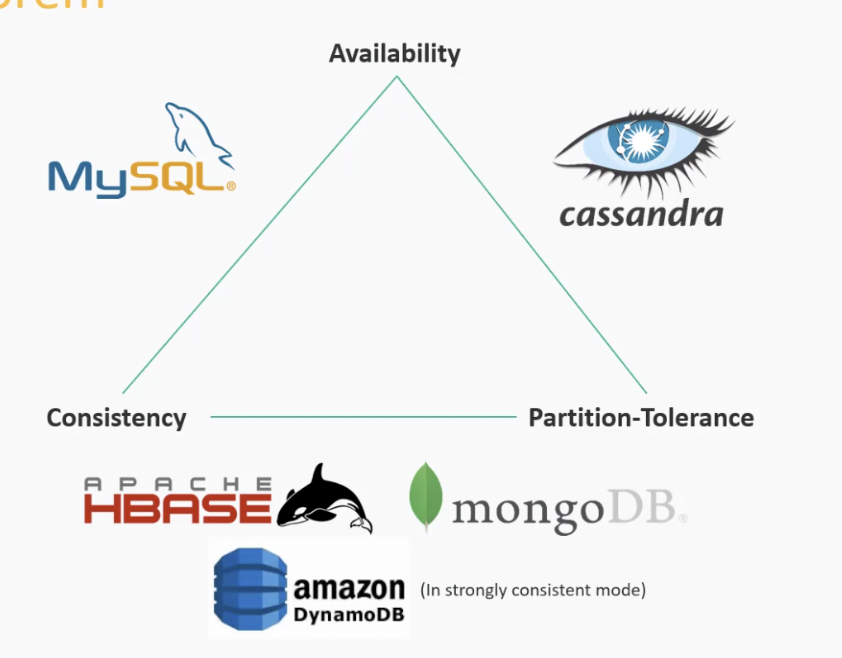 orem
Availability
MySQL®
cassandra
Consistency
Partition-Tolerance
APACHE
HBASE
mongoDB®
amazon
DynamoDB
(In strongly consistent mode)